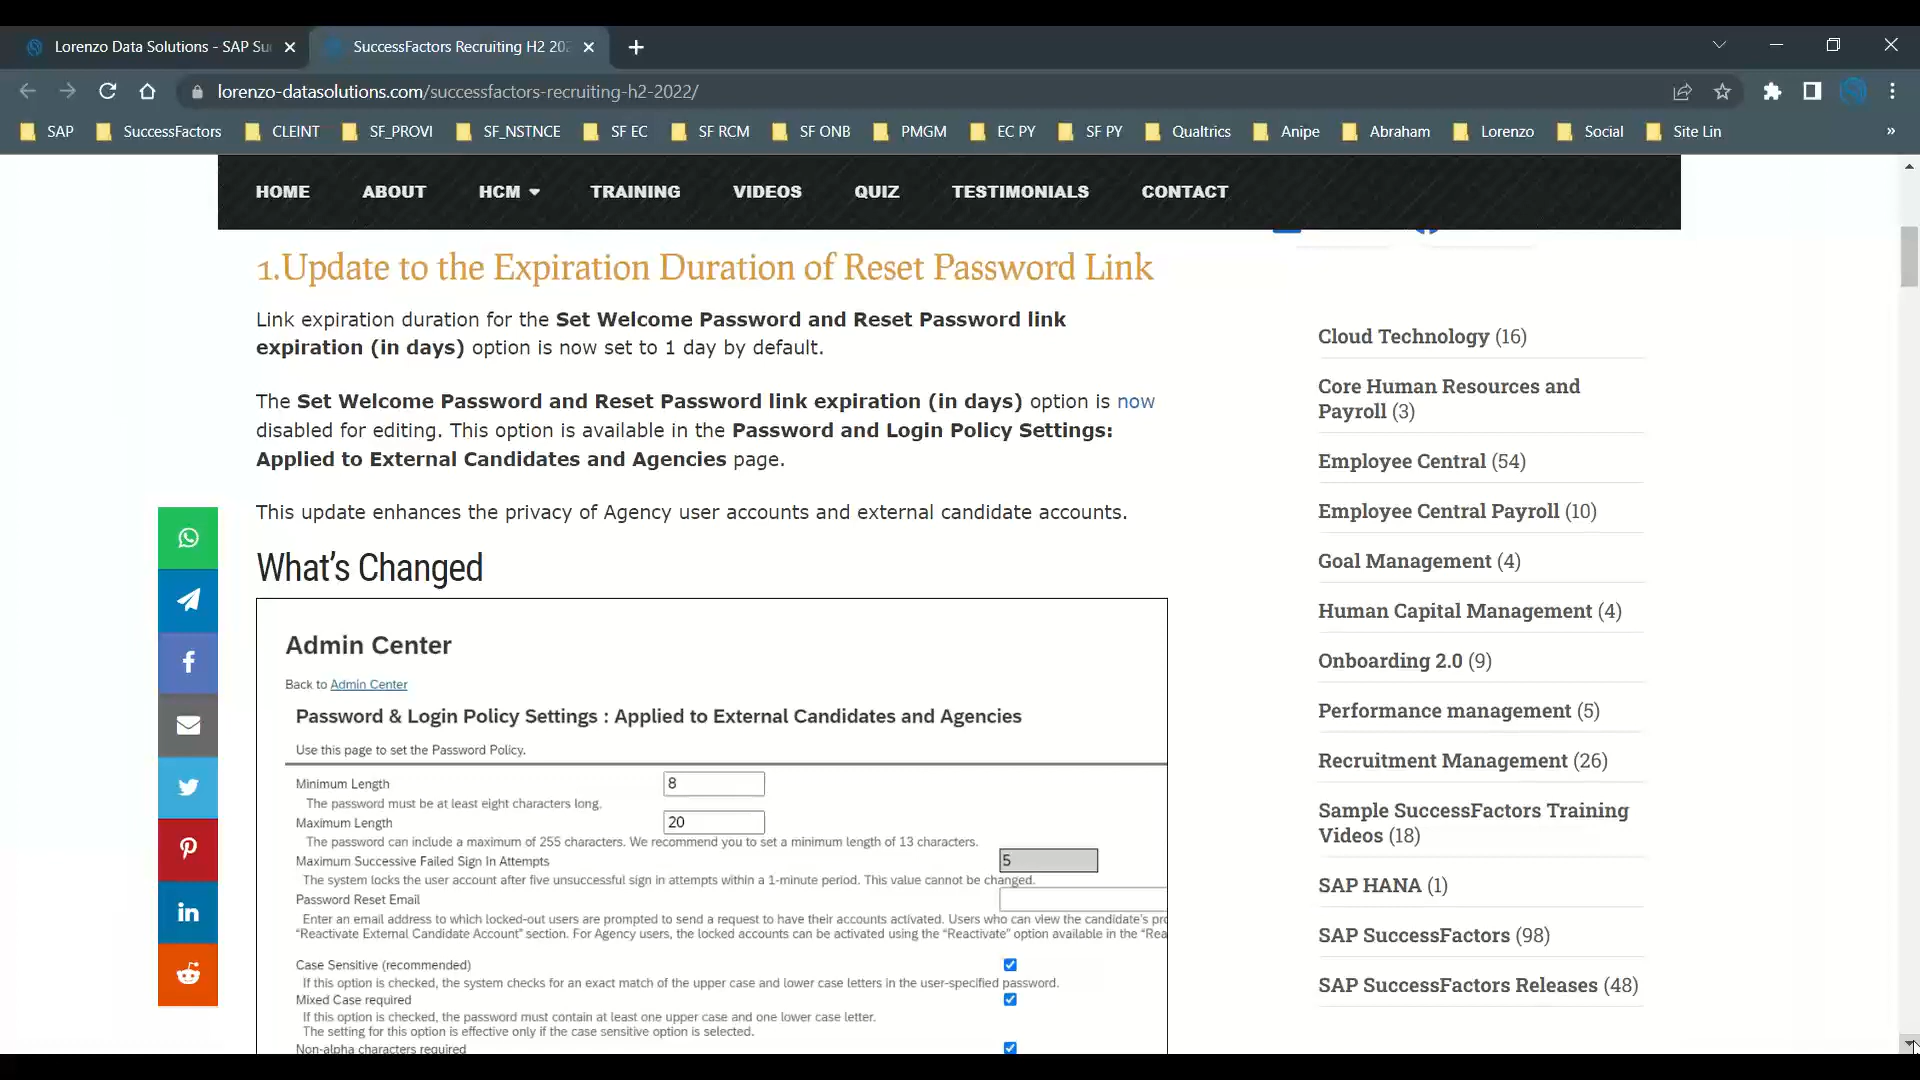 Lorenzo Data Solutions - SAP Su
SuccessFactors Recruiting H2 202
lorenzo-datasolutions.com/successfactors-recruiting-h2-2022/
SAP
SuccessFactors
CLEINT
SF_PROVI
SF_NSTNCE
SF EC
SF RCM
SF ONB
PMGM
EC PY
SF PY
Qualtrics
Anipe
Abraham
Lorenzo
Social
Site Lin
»
HOME
ABOUT
HCM
TRAINING
VIDEOS
QUIZ
TESTIMONIALS
CONTACT
1.Update to the Expiration Duration of Reset Password Link
Link expiration duration for the Set Welcome Password and Reset Password link
expiration (in days) option is now set to 1 day by default.
The Set Welcome Password and Reset Password link expiration (in days) option is now
disabled for editing. This option is available in the Password and Login Policy Settings:
Applied to External Candidates and Agencies page.
This update enhances the privacy of Agency user accounts and external candidate accounts.
What’s Changed
Admin Center
Back to Admin Center
Password & Login Policy Settings : Applied to External Candidates and Agencies
Use this page to set the Password Policy.
Minimum Length
8
The password must be at least eight characters long.
Maximum Length
20
The password can include a maximum of 255 characters. We recommend you to set a minimum length of 13 characters.
Maximum Successive Failed Sign In Attempts
5
The system locks the user account after five unsuccessful sign in attempts within a 1-minute period. This value cannot be changed.
Password Reset Email
Enter an email address to which locked-out users are prompted to send a request to have their accounts activated. Users who can view the candidate's pro
"Reactivate External Candidate Account" section. For Agency users, the locked accounts can be activated using the "Reactivate" option available in the "Rea
Case Sensitive (recommended)
If this option is checked, the system checks for an exact match of the upper case and lower case letters in the user-specified password.
Mixed Case required
If this option is checked, the password must contain at least one upper case and one lower case letter.
The setting for this option is effective only if the case sensitive option is selected.
Non-alpha characters required
Cloud Technology (16)
Core Human Resources and
Payroll (3)
Employee Central (54)
Employee Central Payroll (10)
Goal Management (4)
Human Capital Management (4)
Onboarding 2.0 (9)
Performance management (5)
Recruitment Management (26)
Sample SuccessFactors Training
Videos (18)
SAP HANA (1)
SAP SuccessFactors (98)
SAP SuccessFactors Releases (48)